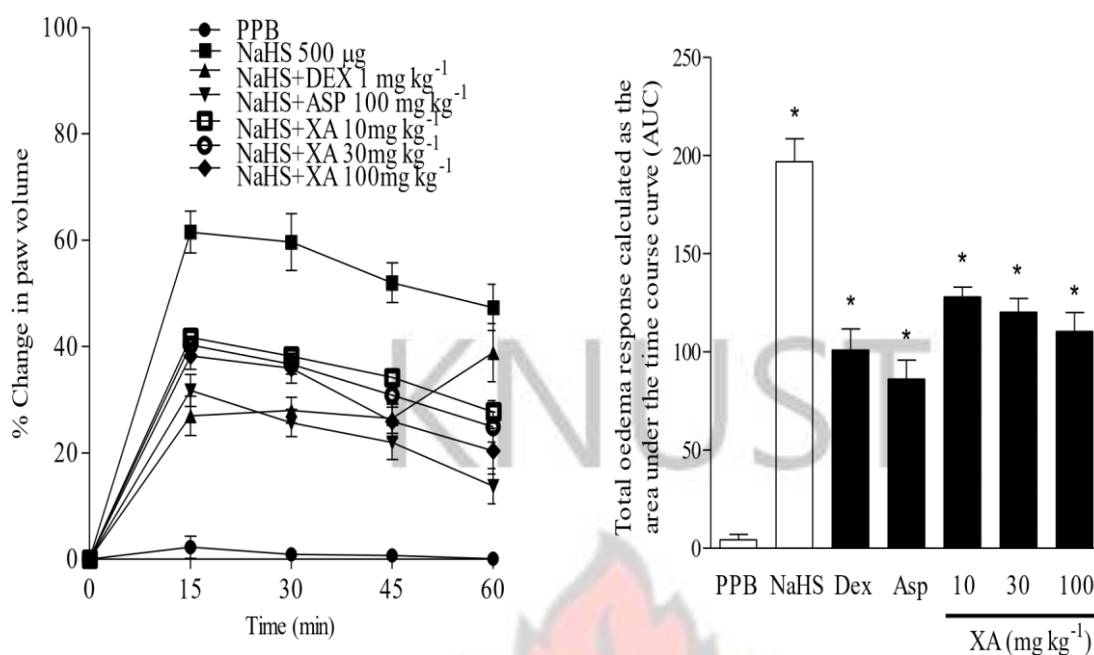 100
80
60
40
20
0
% Change in paw volume
PPB
NaHS 500 μg
NaHS+DEX 1 mg kg⁻¹
NaHS+ASP 100 mg kg⁻¹
NaHS+XA 10mg kg⁻¹
NaHS+XA 30mg kg⁻¹
NaHS+XA 100mg kg⁻¹
0 15 30 45 60
Time (min)
Total oedema response calculated as the
area under the time course curve (AUC)
250
200
150
100
50
0
* * * * * *
PPB NaHS Dex Asp 10 30 100
XA (mg kg⁻¹)
KNUST